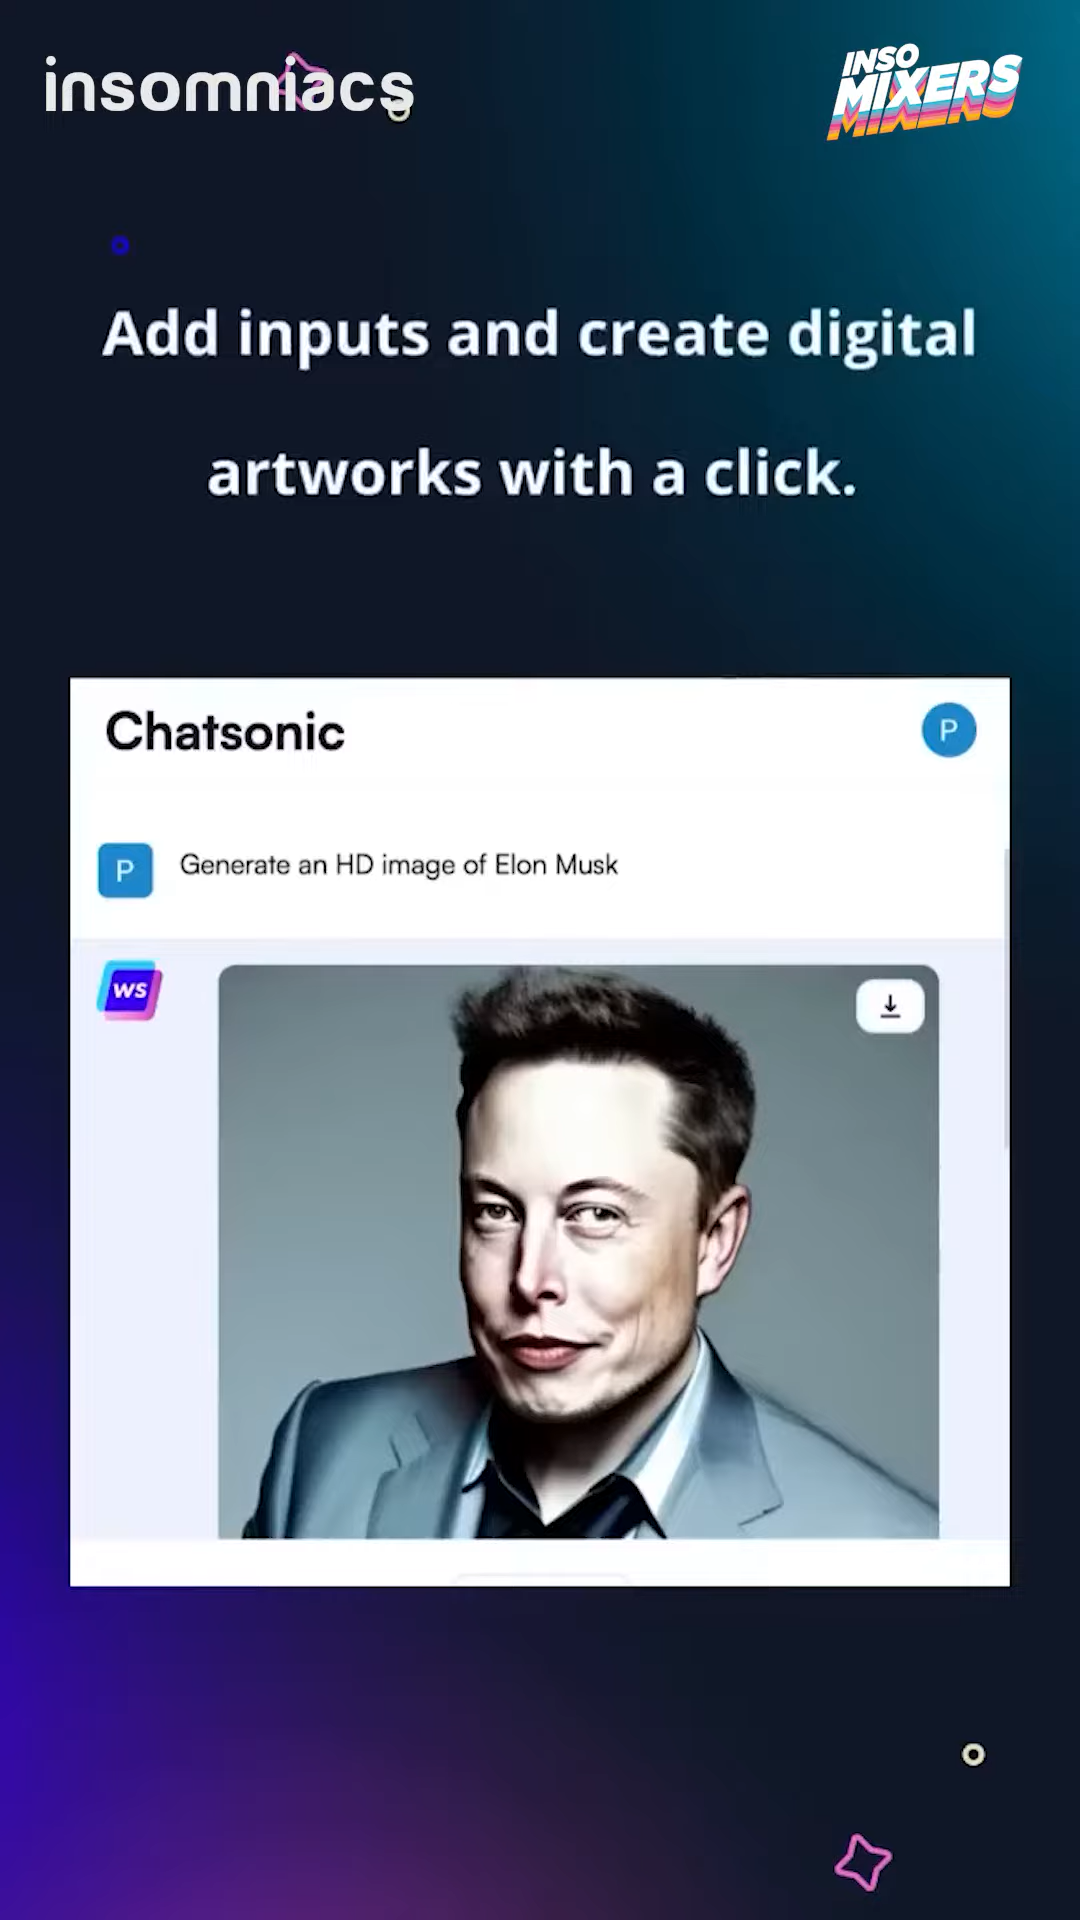 insomniacs
INSO
MIXERS
Add inputs and create digital
artworks with a click.
Chatsonic
P
P
Generate an HD image of Elon Musk
ws